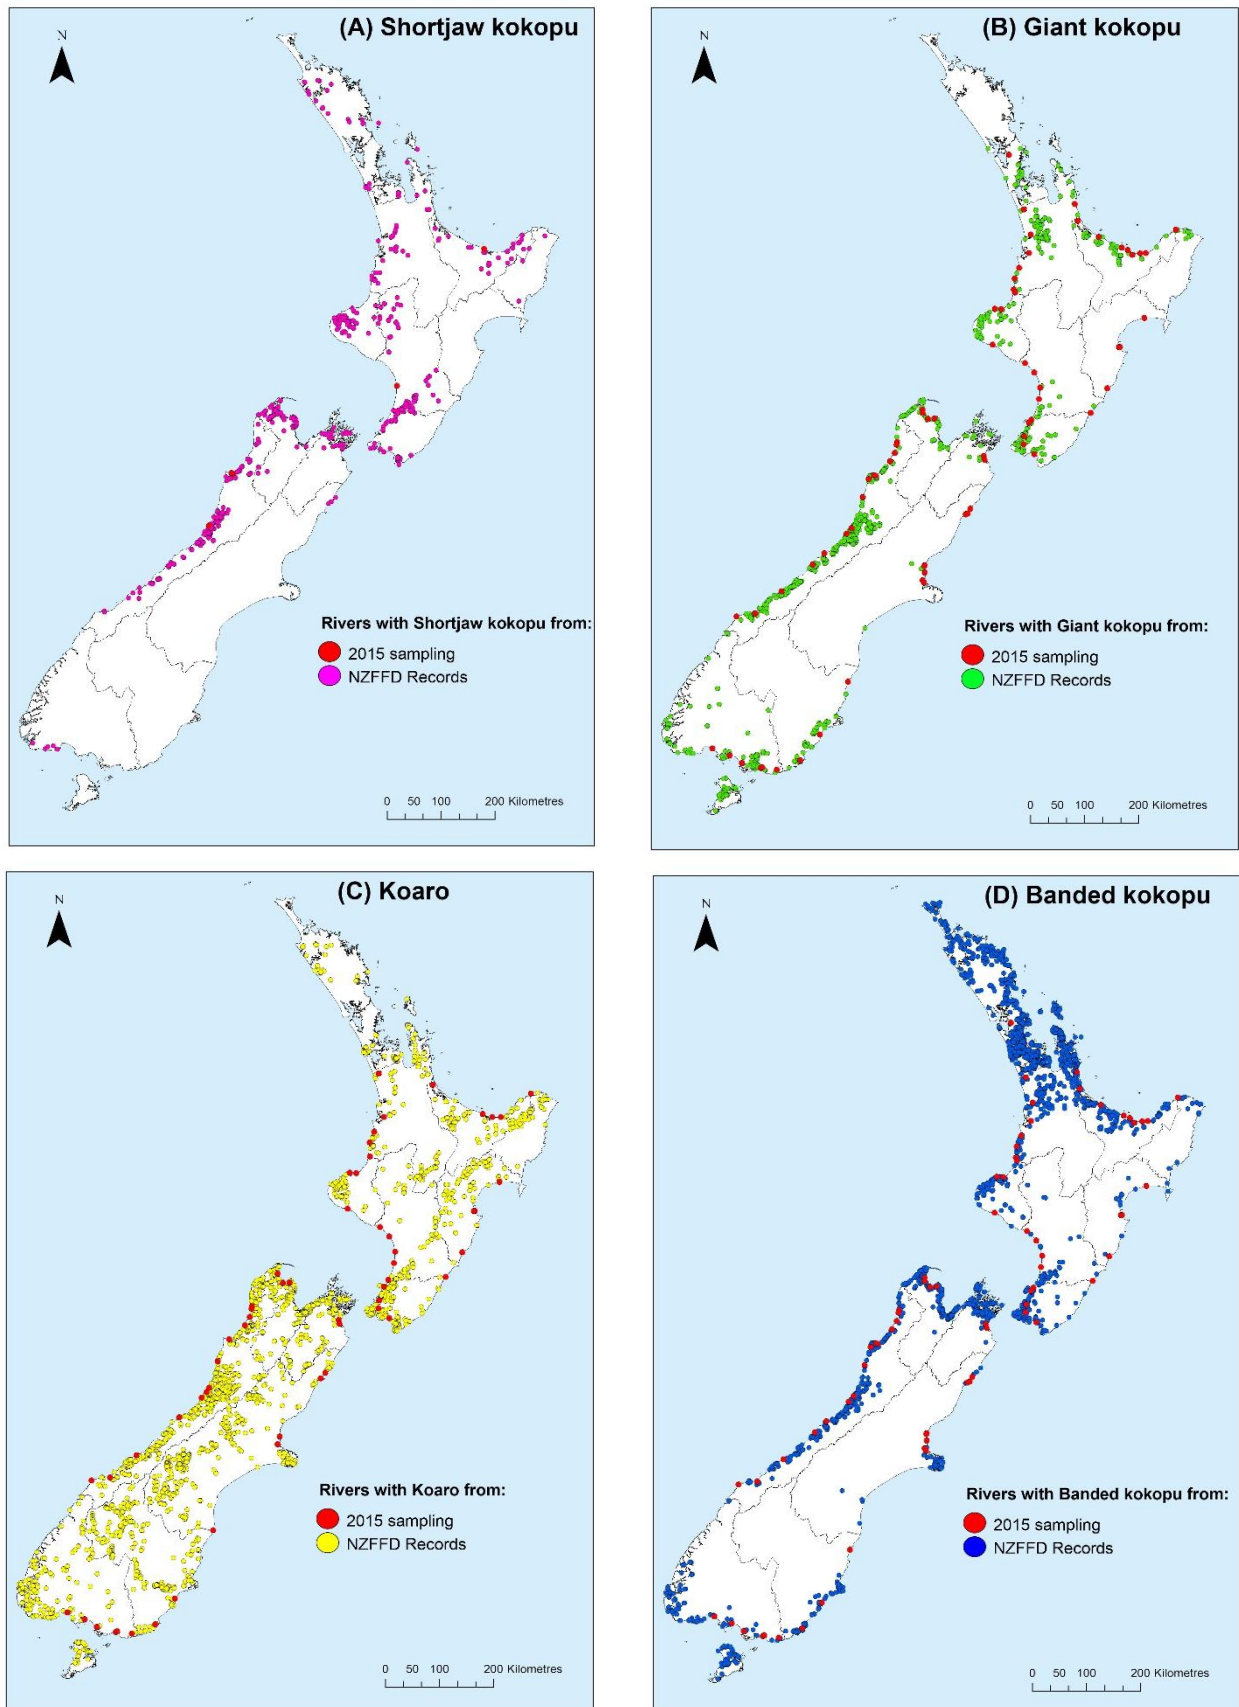 (A) Shortjaw kokopu
N
Rivers with Shortjaw kokopu from:
2015 sampling
NZFFD Records
0 50 100 200 Kilometres
(B) Giant kokopu
N
Rivers with Giant kokopu from:
2015 sampling
NZFFD Records
0 50 100 200 Kilometres
(C) Koaro
N
Rivers with Koaro from:
2015 sampling
NZFFD Records
0 50 100 200 Kilometres
(D) Banded kokopu
N
Rivers with Banded kokopu from:
2015 sampling
NZFFD Records
0 50 100 200 Kilometres